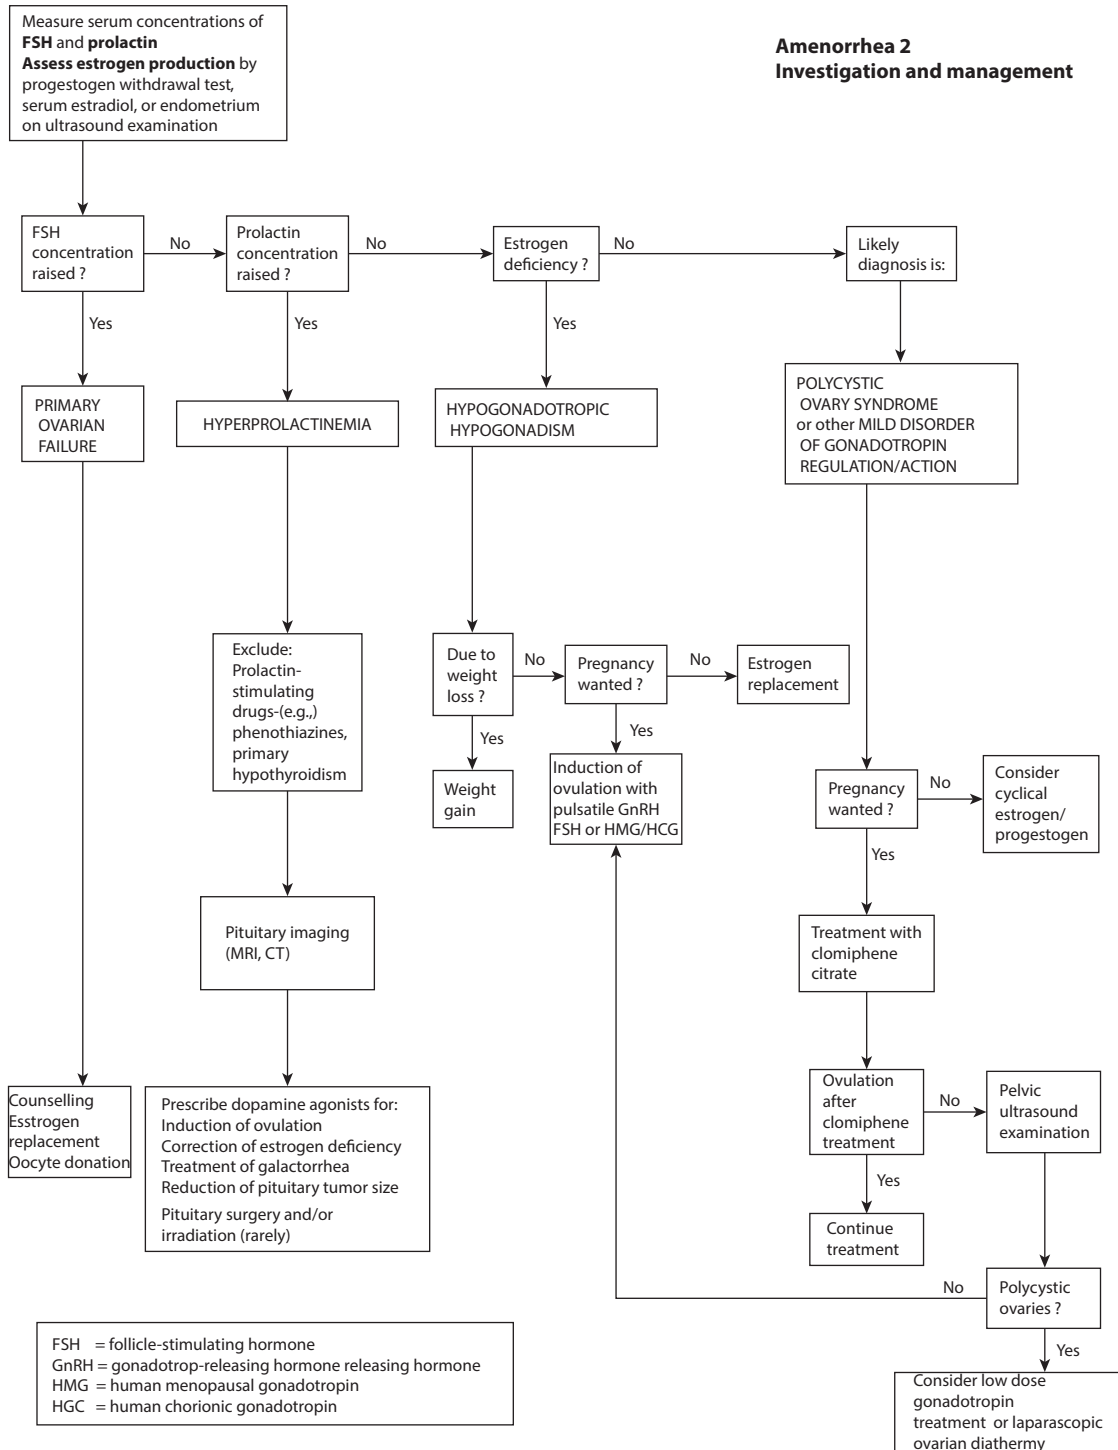 Measure serum concentrations of
FSH and prolactin
Assess estrogen production by
progestogen withdrawal test,
serum estradiol, or endometrium
on ultrasound examination
Amenorrhea 2
Investigation and management
FSH
concentration
raised ?
No
Prolactin
concentration
raised ?
No
Estrogen
deficiency ?
No
Likely
diagnosis is:
Yes
Yes
Yes
PRIMARY
OVARIAN
FAILURE
HYPERPROLACTINEMIA
HYPOGONADOTROPIC
HYPOGONADISM
POLYCYSTIC
OVARY SYNDROME
or other MILD DISORDER
OF GONADOTROPIN
REGULATION/ACTION
Exclude:
Prolactin-
stimulating
drugs-(e.g.,)
phenothiazines,
primary
hypothyroidism
Due to
weight
loss ?
No
Pregnancy
wanted ?
No
Estrogen
replacement
Yes
Yes
Weight
gain
Induction of
ovulation with
pulsatile GnRH
FSH or HMG/HCG
Pregnancy
wanted ?
No
Consider
cyclical
estrogen/
progestogen
Yes
Pituitary imaging
(MRI, CT)
Treatment with
clomiphene
citrate
Counselling
Esstrogen
replacement
Oocyte donation
Prescribe dopamine agonists for:
Induction of ovulation
Correction of estrogen deficiency
Treatment of galactorrhea
Reduction of pituitary tumor size
Pituitary surgery and/or
irradiation (rarely)
Ovulation
after
clomiphene
treatment
No
Pelvic
ultrasound
examination
Yes
Continue
treatment
No
Polycystic
ovaries ?
Yes
Consider low dose
gonadotropin
treatment or laparascopic
ovarian diathermy
FSH = follicle-stimulating hormone
GnRH = gonadotrop-releasing hormone releasing hormone
HMG = human menopausal gonadotropin
HGC = human chorionic gonadotropin